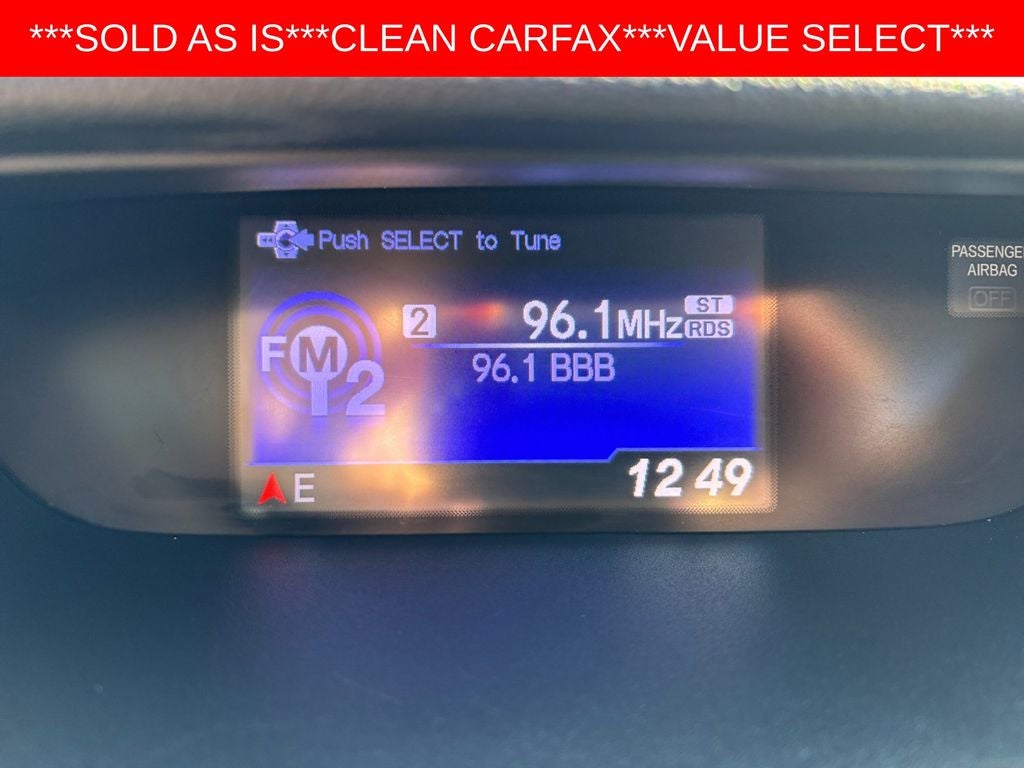 ***SOLD AS IS***CLEAN CARFAX***VALUE SELECT***
Push SELECT to Tune
PASSENGER
AIRBAG
OFF
2 96.1MHz ST
RDS
FM2
96.1 BBB
E 12 49